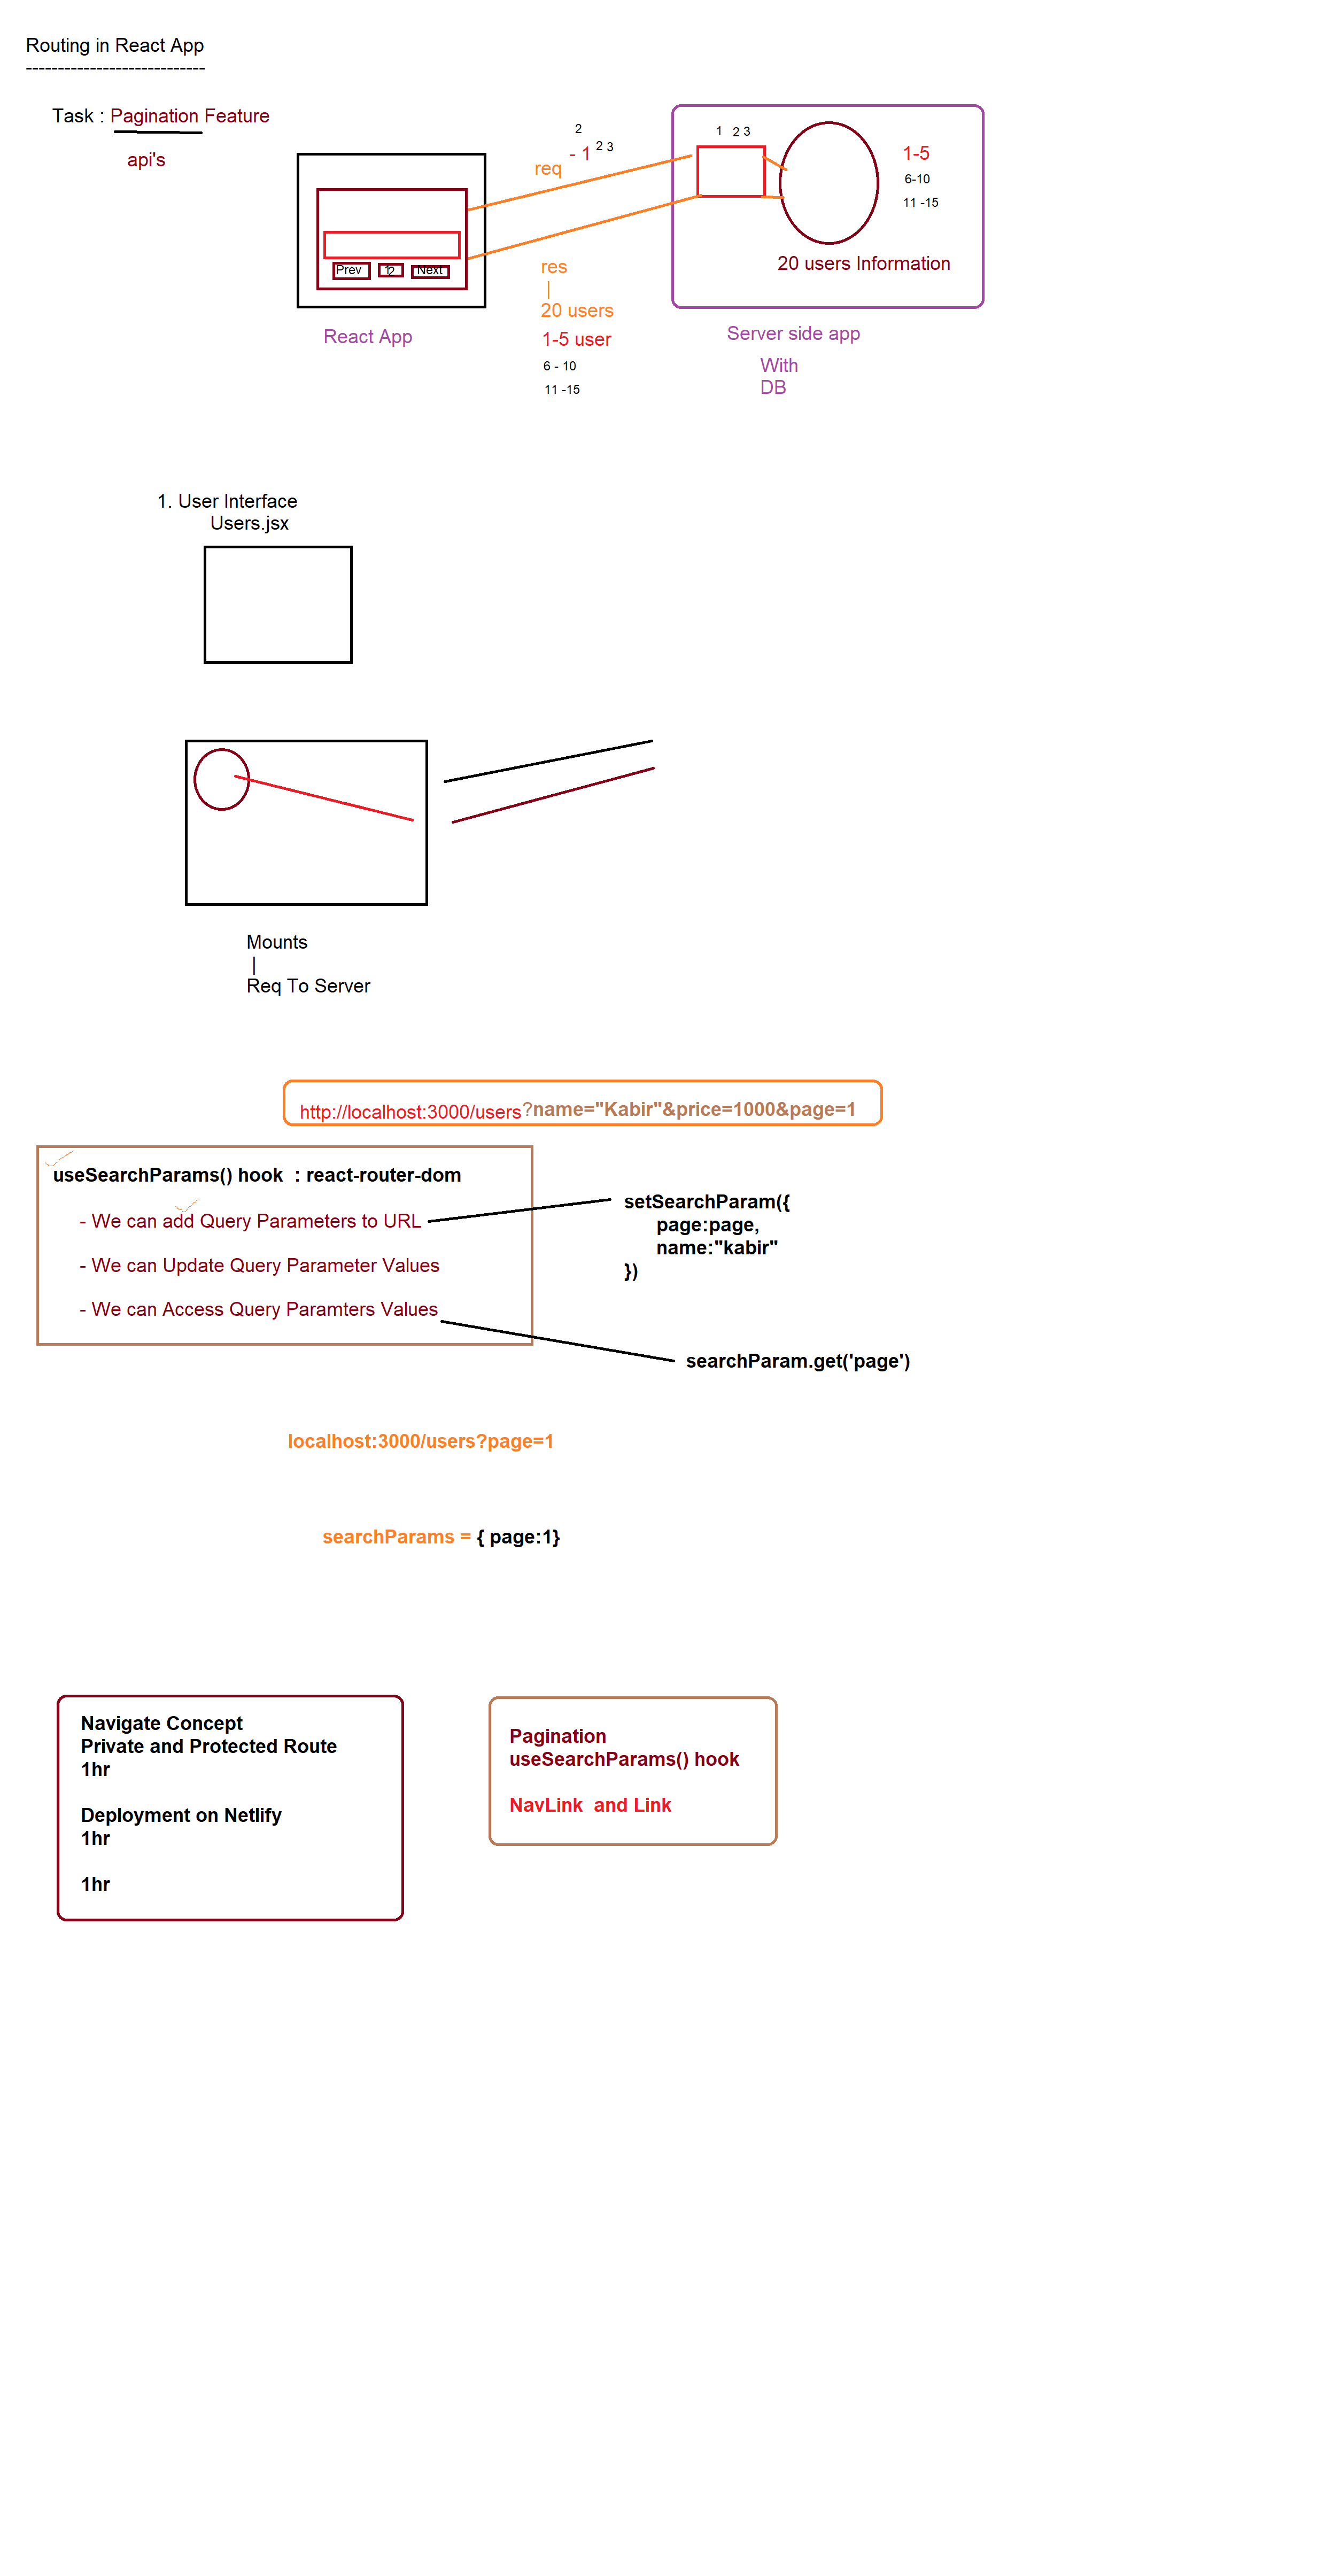 Routing in React App
----------------------------
Task : Pagination Feature
api's
2
- 1 2 3
req
1 2 3
1-5
6-10
11 -15
20 users Information
Prev
Next
res
|
20 users
1-5 user
6 - 10
11 -15
React App
Server side app
With
DB
1. User Interface
Users.jsx
Mounts
|
Req To Server
http://localhost:3000/users?name="Kabir"&price=1000&page=1
useSearchParams() hook : react-router-dom
- We can add Query Parameters to URL
- We can Update Query Parameter Values
- We can Access Query Paramters Values
setSearchParam({
page:page,
name:"kabir"
})
searchParam.get('page')
localhost:3000/users?page=1
searchParams = { page:1}
Navigate Concept
Private and Protected Route
1hr
Deployment on Netlify
1hr
1hr
Pagination
useSearchParams() hook
NavLink and Link